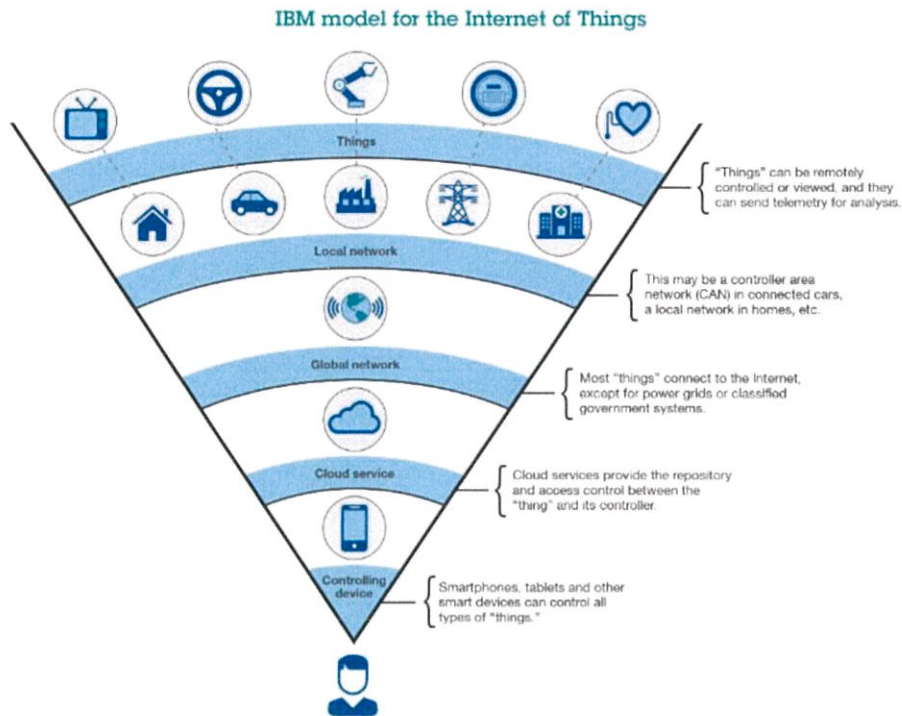 IBM model for the Internet of Things
Things
"Things" can be remotely
controlled or viewed, and they
can send telemetry for analysis.
Local network
This may be a controller area
network (CAN) in connected cars,
a local network in homes, etc.
Global network
Most "things" connect to the Internet,
except for power grids or classified
government systems.
Cloud service
Cloud services provide the repository
and access control between the
"thing" and its controller.
Controlling
device
Smartphones, tablets and other
smart devices can control all
types of "things."